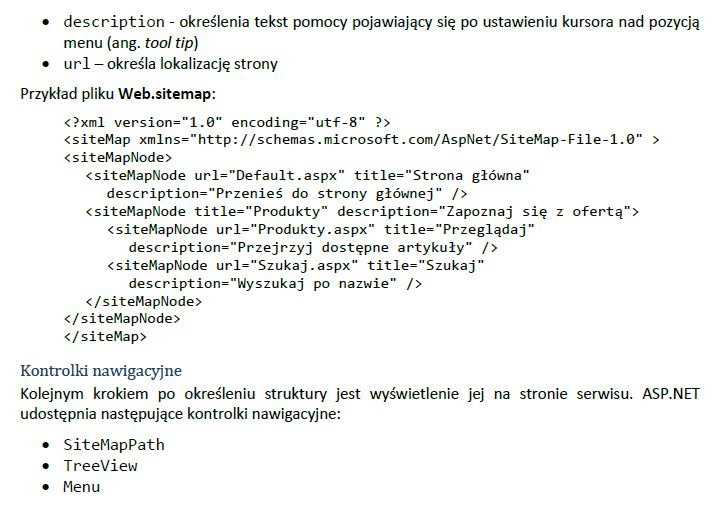 • description - określenia tekst pomocy pojawiający się po ustawieniu kursora nad pozycją
menu (ang. tool tip)
• url – określa lokalizację strony
Przykład pliku Web.sitemap:
<?xml version="1.0" encoding="utf-8" ?>
<siteMap xmlns="http://schemas.microsoft.com/AspNet/SiteMap-File-1.0" >
<siteMapNode>
<siteMapNode url="Default.aspx" title="Strona główna"
description="Przenieś do strony głównej" />
<siteMapNode title="Produkty" description="Zapoznaj się z ofertą">
<siteMapNode url="Produkty.aspx" title="Przeglądaj"
description="Przejrzyj dostępne artykuły" />
<siteMapNode url="Szukaj.aspx" title="Szukaj"
description="Wyszukaj po nazwie" />
</siteMapNode>
</siteMapNode>
</siteMap>
Kontrolki nawigacyjne
Kolejnym krokiem po określeniu struktury jest wyświetlenie jej na stronie serwisu. ASP.NET
udostępnia następujące kontrolki nawigacyjne:
• SiteMapPath
• TreeView
• Menu